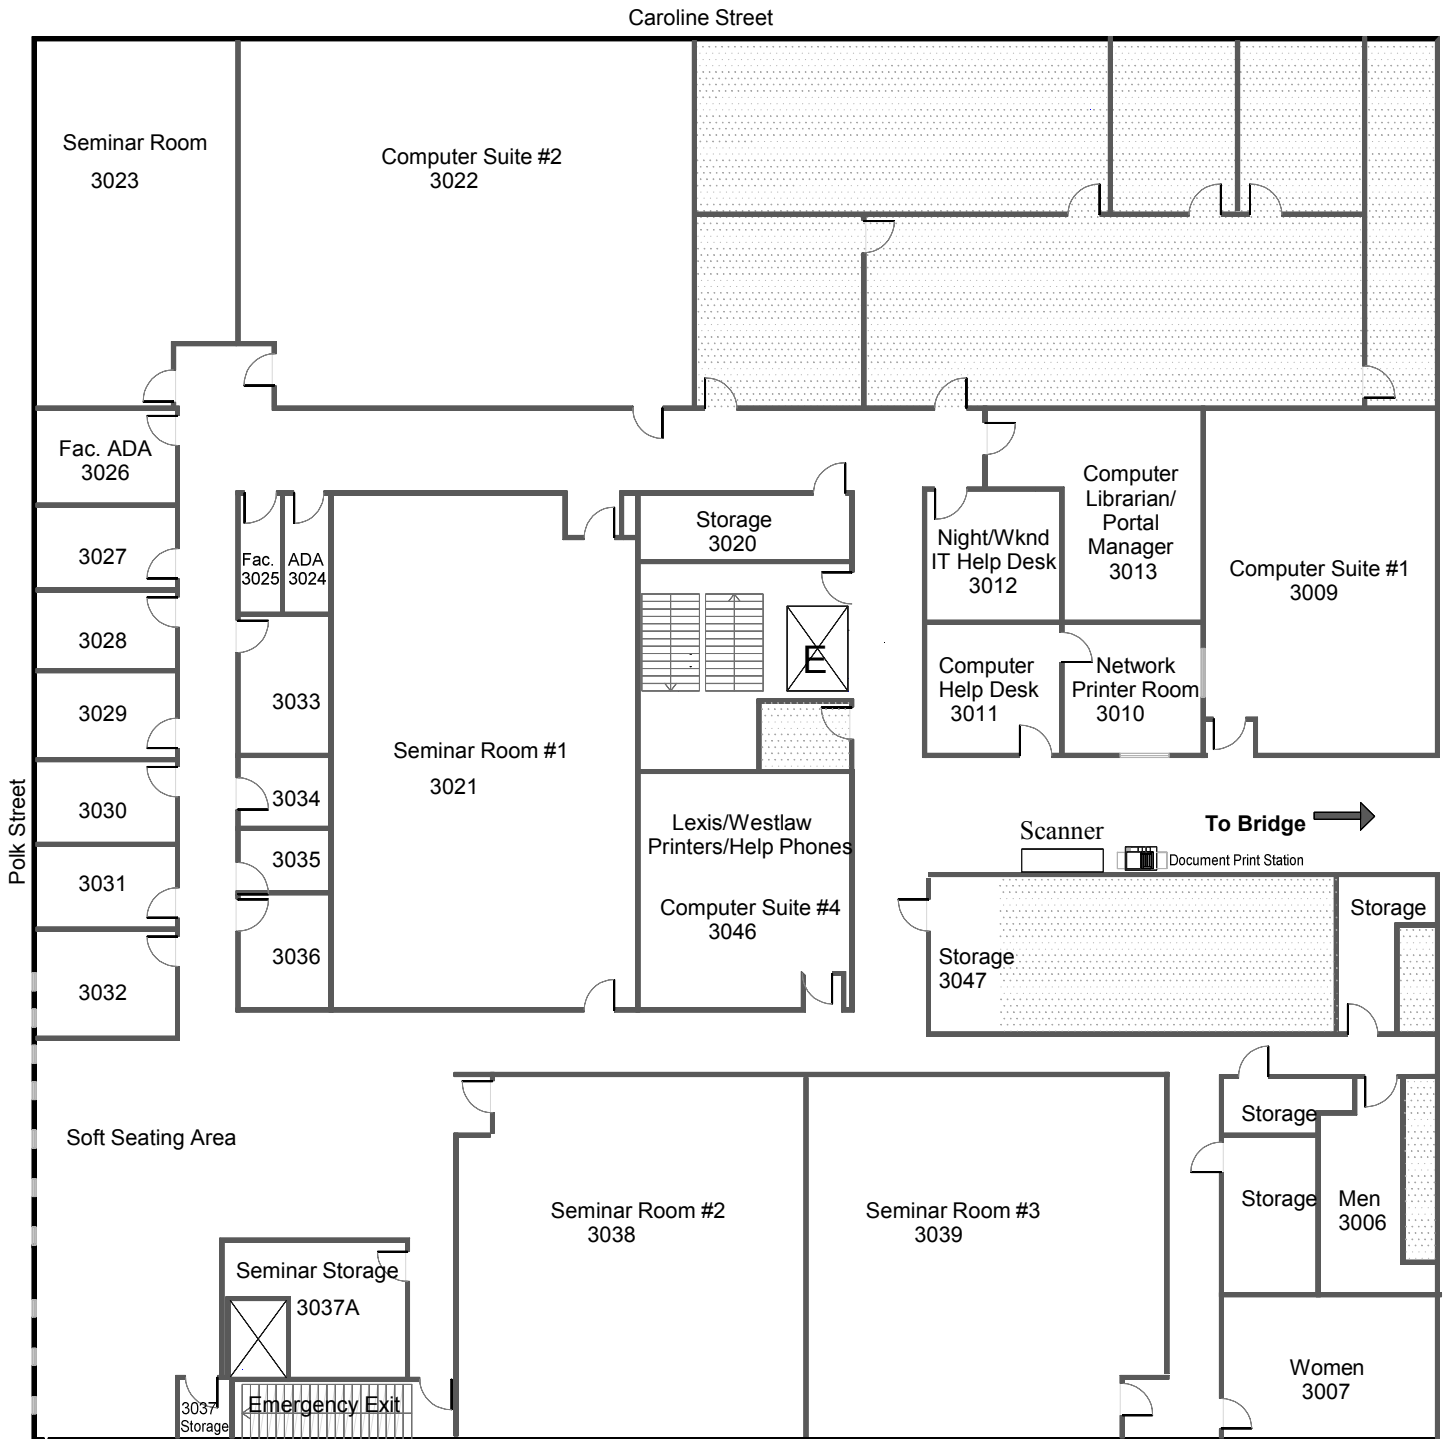 Caroline Street
Seminar Room
3023
Computer Suite #2
3022
Fac. ADA
3026
3027
3028
3029
3030
3031
3032
Polk Street
Fac.
3025
ADA
3024
3033
3034
3035
3036
Seminar Room #1
3021
Storage
3020
E
Lexis/Westlaw
Printers/Help Phones
Computer Suite #4
3046
Night/Wknd
IT Help Desk
3012
Computer
Librarian/
Portal
Manager
3013
Computer Suite #1
3009
Computer
Help Desk
3011
Network
Printer Room
3010
To Bridge
Scanner
Document Print Station
Storage
3047
Storage
Soft Seating Area
Seminar Room #2
3038
Seminar Room #3
3039
Storage
Storage
Men
3006
Women
3007
Seminar Storage
3037A
3037
Storage
Emergency Exit